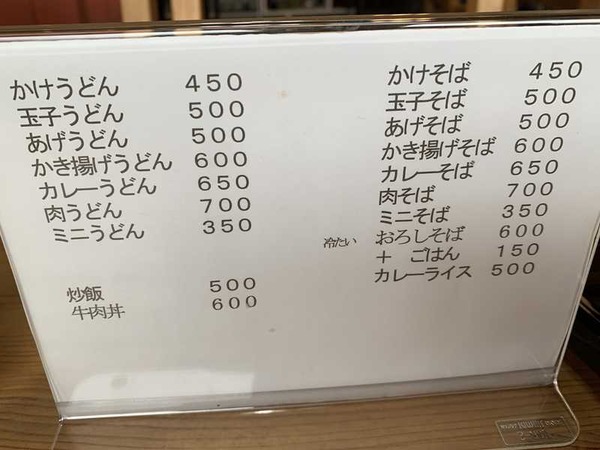 かけうどん 450
玉子うどん 500
あげうどん 500
かき揚げうどん 600
カレーうどん 650
肉うどん 700
ミニうどん 350
炒飯 500
牛肉丼 600
かけそば 450
玉子そば 500
あげそば 500
かき揚げそば 600
カレーそば 650
肉そば 700
ミニそば 350
冷たい おろしそば 600
＋ ごはん 150
カレーライス 500